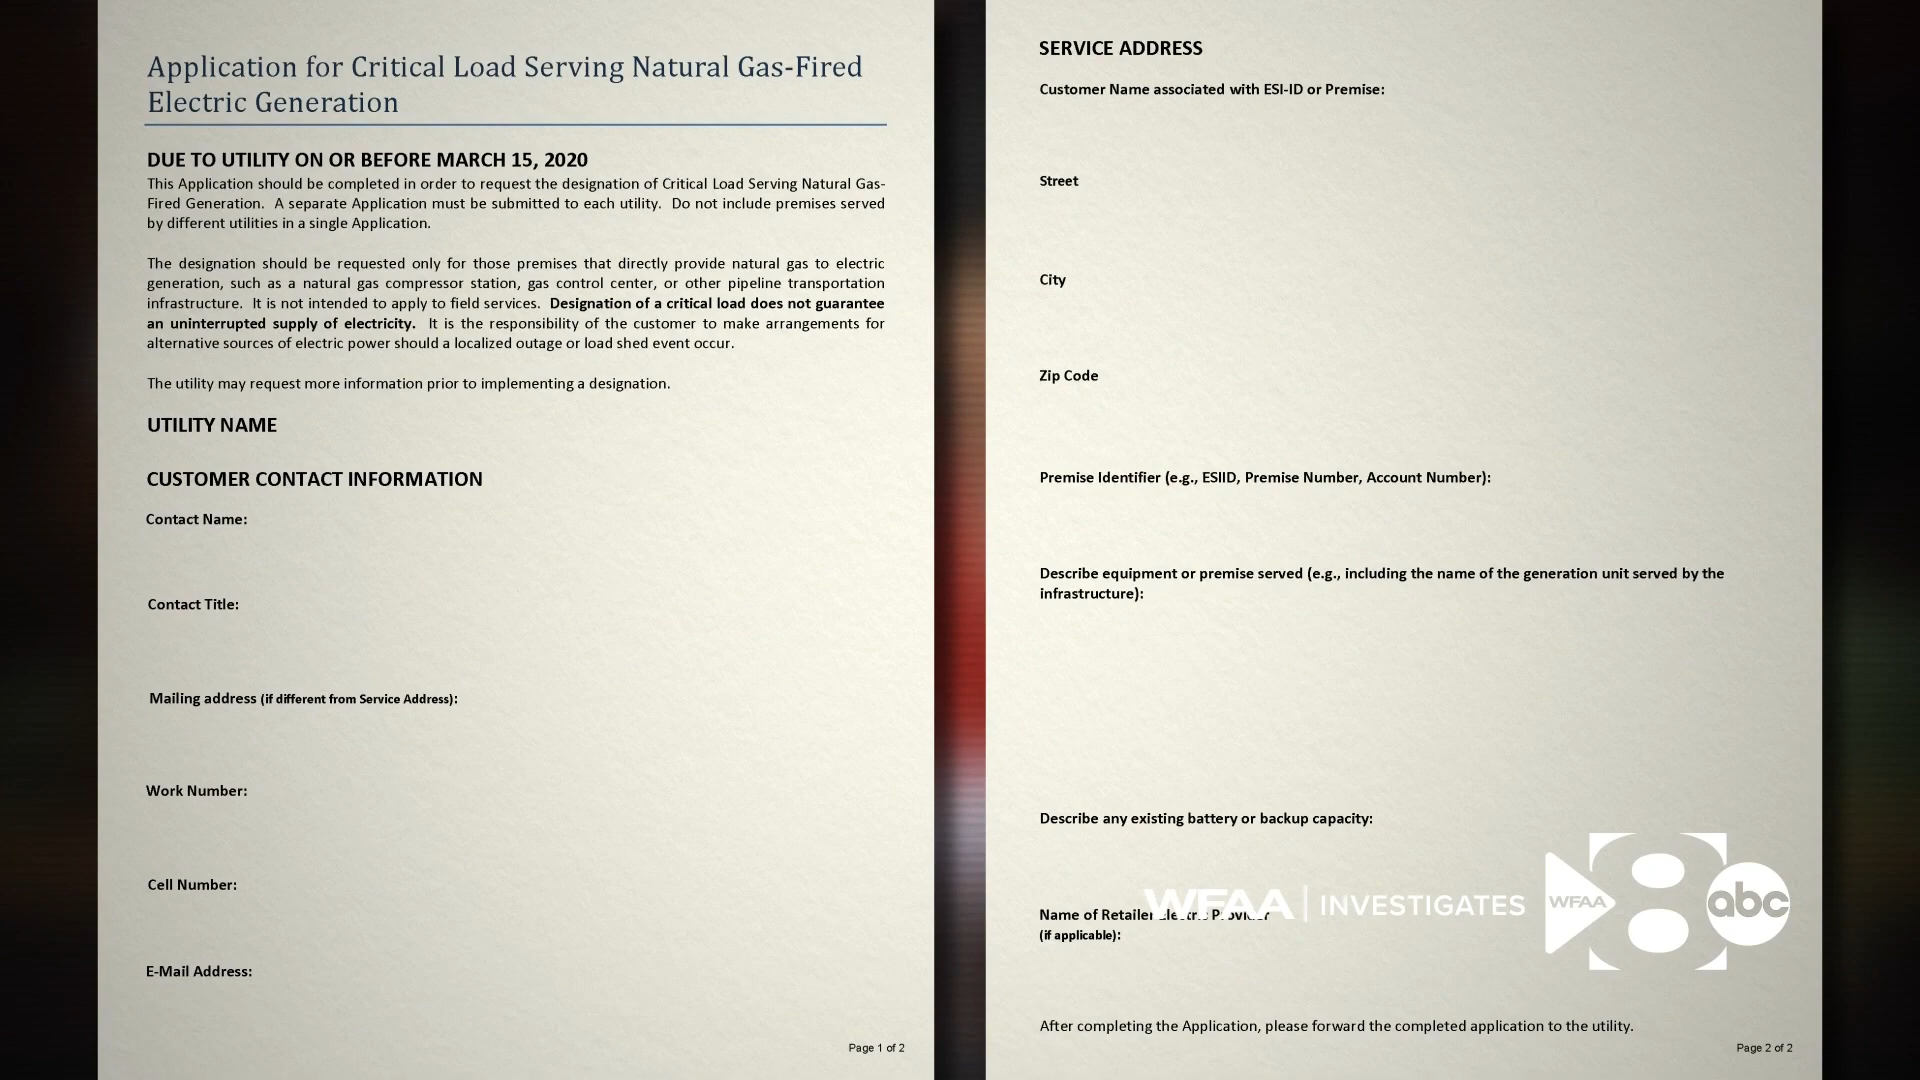 Application for Critical Load Serving Natural Gas-Fired
Electric Generation
DUE TO UTILITY ON OR BEFORE MARCH 15, 2020
This Application should be completed in order to request the designation of Critical Load Serving Natural Gas-
Fired Generation. A separate Application must be submitted to each utility. Do not include premises served
by different utilities in a single Application.
The designation should be requested only for those premises that directly provide natural gas to electric
generation, such as a natural gas compressor station, gas control center, or other pipeline transportation
infrastructure. It is not intended to apply to field services. Designation of a critical load does not guarantee
an uninterrupted supply of electricity. It is the responsibility of the customer to make arrangements for
alternative sources of electric power should a localized outage or load shed event occur.
The utility may request more information prior to implementing a designation.
UTILITY NAME
CUSTOMER CONTACT INFORMATION
Contact Name:
Contact Title:
Mailing address (if different from Service Address):
Work Number:
Cell Number:
E-Mail Address:
Page 1 of 2
SERVICE ADDRESS
Customer Name associated with ESI-ID or Premise:
Street
City
Zip Code
Premise Identifier (e.g., ESIID, Premise Number, Account Number):
Describe equipment or premise served (e.g., including the name of the generation unit served by the
infrastructure):
Describe any existing battery or backup capacity:
Name of Retailer Electric Provider
(if applicable):
WFAA | INVESTIGATES
WFAA 8 abc
After completing the Application, please forward the completed application to the utility.
Page 2 of 2